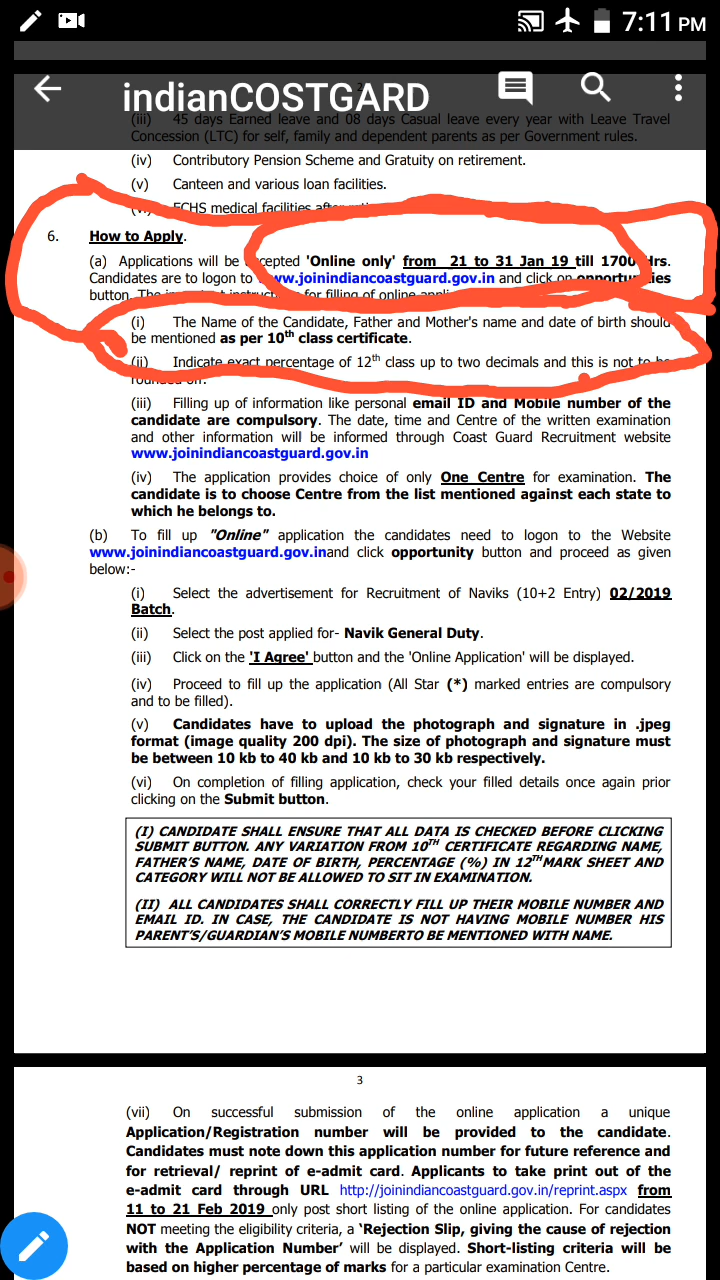 7:11 PM
indianCOSTGARD
2
(iii) 45 days Earned leave and 08 days Casual leave every year with Leave Travel
Concession (LTC) for self, family and dependent parents as per Government rules.
(iv) Contributory Pension Scheme and Gratuity on retirement.
(v) Canteen and various loan facilities.
ECHS medical facilities
6. How to Apply.
(a) Applications will be 'Online only' from 21 to 31 Jan 19 till 1700 Hrs.
Candidates are to logon to .joinindiancoastguard.gov.in and click on
button. The for filling of online
(i) The Name of the Candidate, Father and Mother's name and date of birth should
be mentioned as per 10th class certificate.
(ii) Indicate exact percentage of 12th class up to two decimals and this is not to be
(iii) Filling up of information like personal email ID and Mobile number of the
candidate are compulsory. The date, time and Centre of the written examination
and other information will be informed through Coast Guard Recruitment website
www.joinindiancoastguard.gov.in
(iv) The application provides choice of only One Centre for examination. The
candidate is to choose Centre from the list mentioned against each state to
which he belongs to.
(b) To fill up "Online" application the candidates need to logon to the Website
www.joinindiancoastguard.gov.inand click opportunity button and proceed as given
below:-
(i) Select the advertisement for Recruitment of Naviks (10+2 Entry) 02/2019
Batch.
(ii) Select the post applied for- Navik General Duty.
(iii) Click on the 'I Agree' button and the 'Online Application' will be displayed.
(iv) Proceed to fill up the application (All Star (*) marked entries are compulsory
and to be filled).
(v) Candidates have to upload the photograph and signature in .jpeg
format (image quality 200 dpi). The size of photograph and signature must
be between 10 kb to 40 kb and 10 kb to 30 kb respectively.
(vi) On completion of filling application, check your filled details once again prior
clicking on the Submit button.
(I) CANDIDATE SHALL ENSURE THAT ALL DATA IS CHECKED BEFORE CLICKING
SUBMIT BUTTON. ANY VARIATION FROM 10TH CERTIFICATE REGARDING NAME,
FATHER'S NAME, DATE OF BIRTH, PERCENTAGE (%) IN 12TH MARK SHEET AND
CATEGORY WILL NOT BE ALLOWED TO SIT IN EXAMINATION.
(II) ALL CANDIDATES SHALL CORRECTLY FILL UP THEIR MOBILE NUMBER AND
EMAIL ID. IN CASE, THE CANDIDATE IS NOT HAVING MOBILE NUMBER HIS
PARENT'S/GUARDIAN'S MOBILE NUMBERTO BE MENTIONED WITH NAME.
3
(vii) On successful submission of the online application a unique
Application/Registration number will be provided to the candidate.
Candidates must note down this application number for future reference and
for retrieval/ reprint of e-admit card. Applicants to take print out of the
e-admit card through URL http://joinindiancoastguard.gov.in/reprint.aspx from
11 to 21 Feb 2019 only post short listing of the online application. For candidates
NOT meeting the eligibility criteria, a 'Rejection Slip, giving the cause of rejection
with the Application Number' will be displayed. Short-listing criteria will be
based on higher percentage of marks for a particular examination Centre.